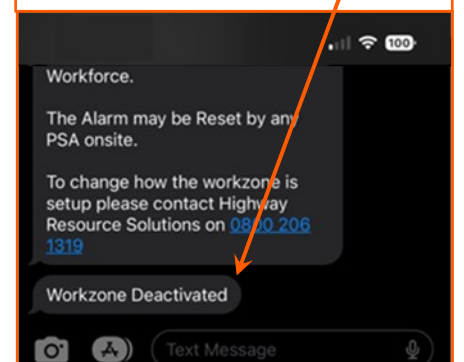 100
Workforce.
The Alarm may be Reset by any
PSA onsite.
To change how the workzone is
setup please contact Highway
Resource Solutions on 0800 206
1319
Workzone Deactivated
Text Message